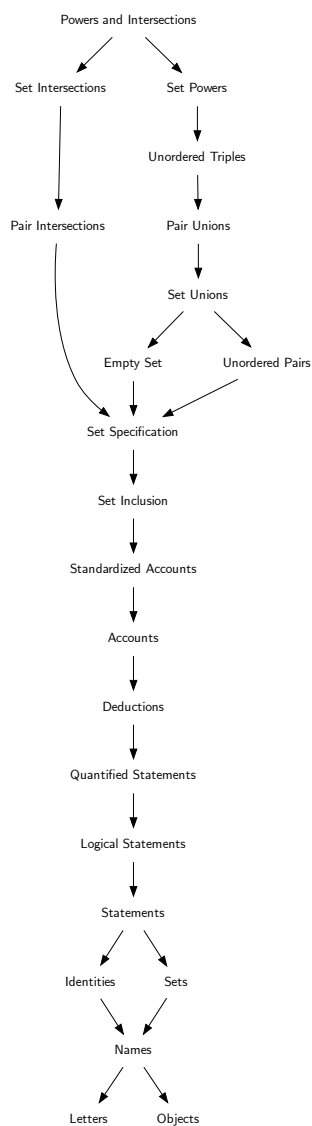 Powers and Intersections
Set Intersections
Set Powers
Unordered Triples
Pair Intersections
Pair Unions
Set Unions
Empty Set
Unordered Pairs
Set Specification
Set Inclusion
Standardized Accounts
Accounts
Deductions
Quantified Statements
Logical Statements
Statements
Identities
Sets
Names
Letters
Objects